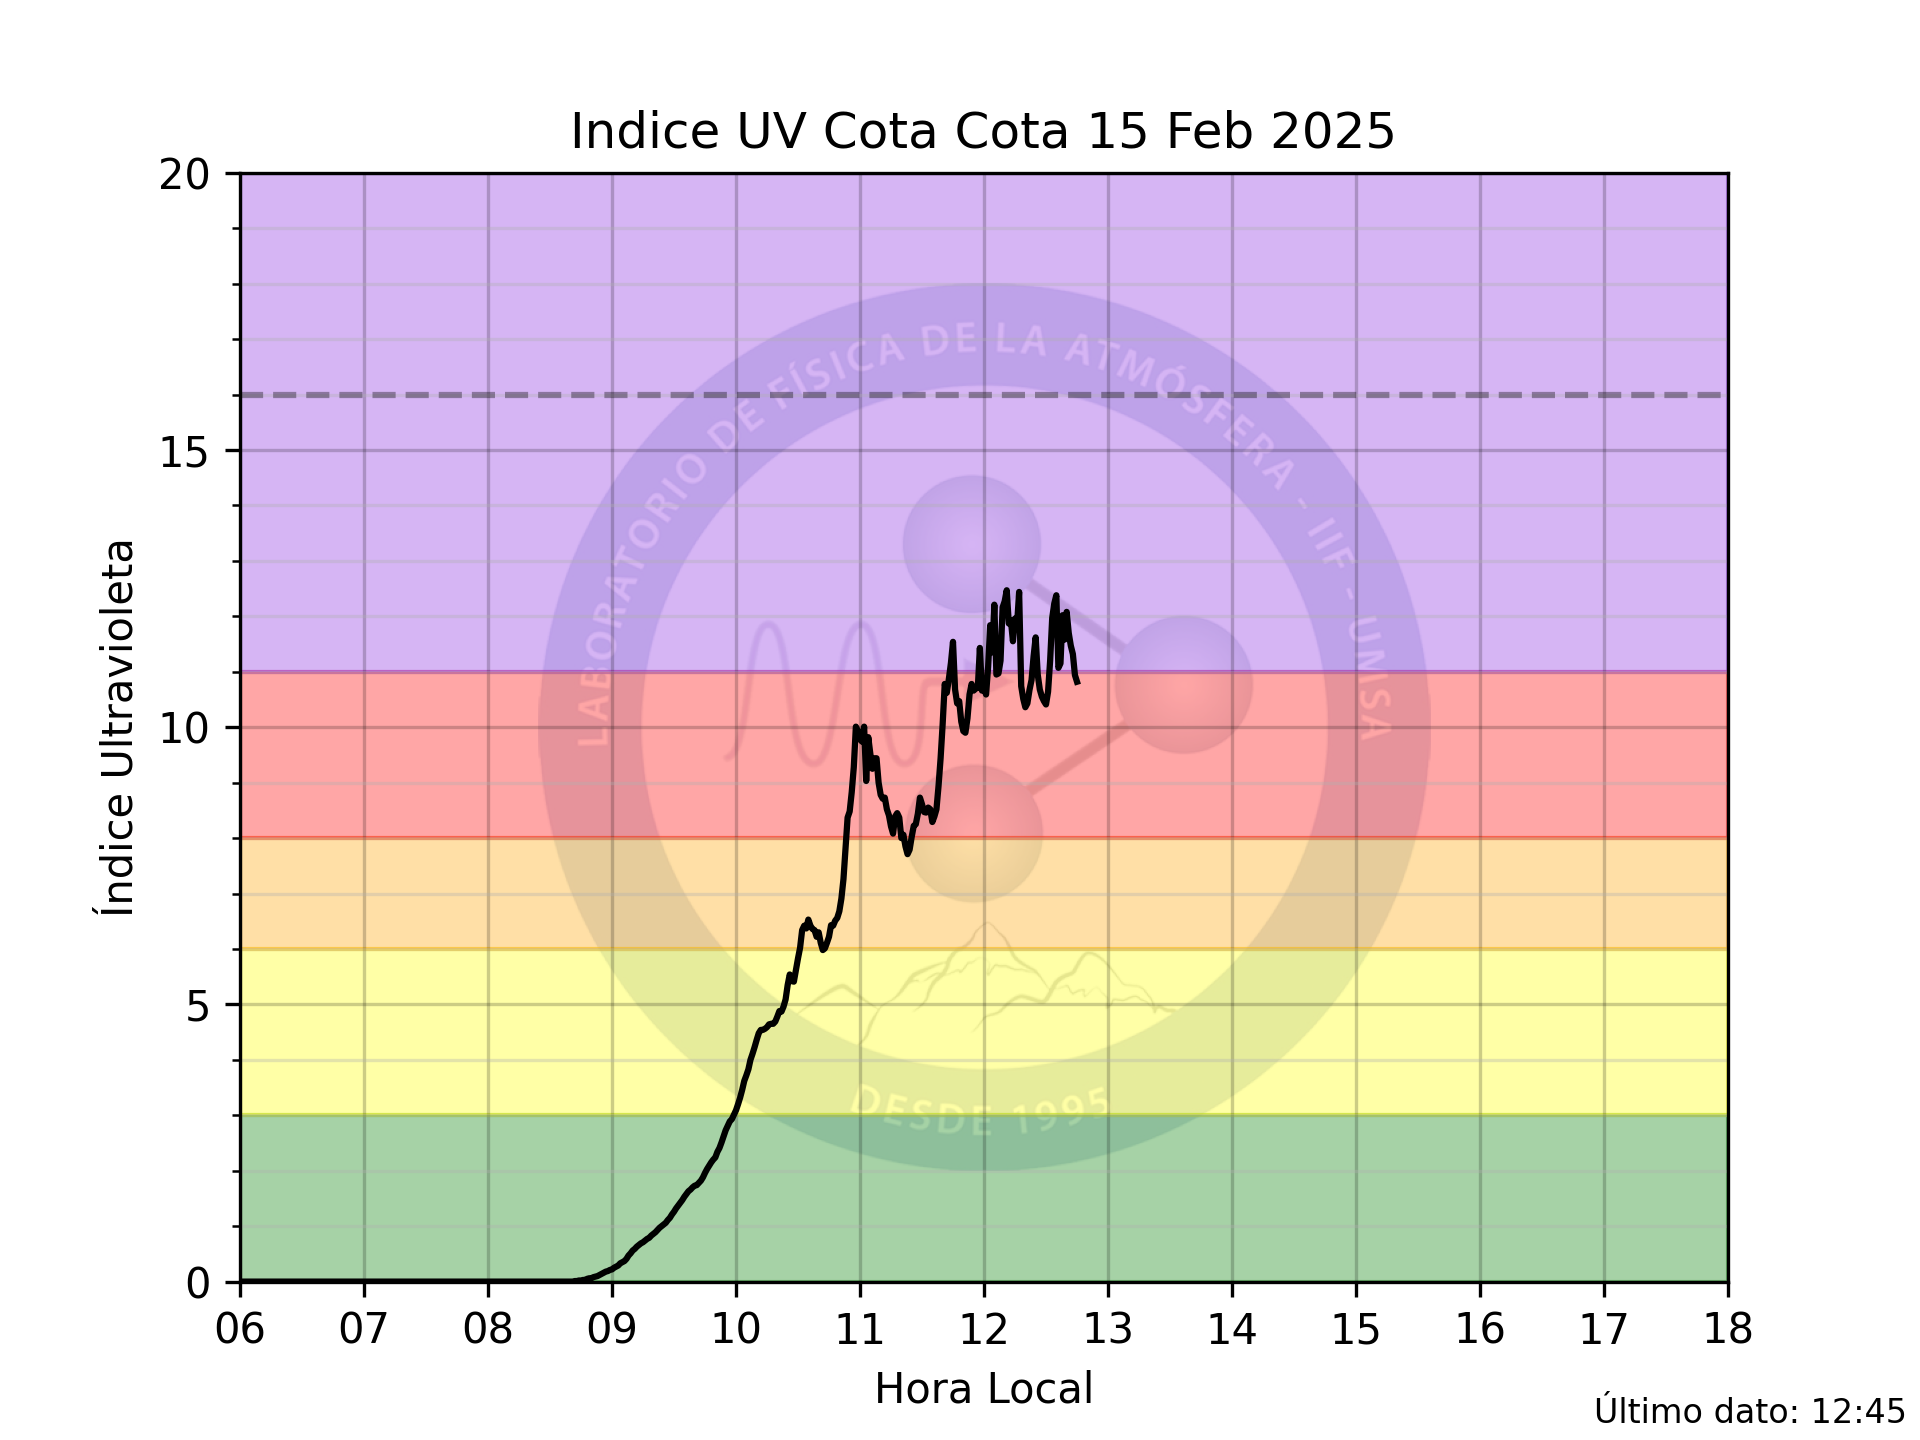 Indice UV Cota Cota 15 Feb 2025
20
15
10
5
0
Índice Ultravioleta
LABORATORIO DE FÍSICA DE LA ATMÓSFERA - IIF - UMSA
DESDE 1995
06 07 08 09 10 11 12 13 14 15 16 17 18
Hora Local
Último dato: 12:45